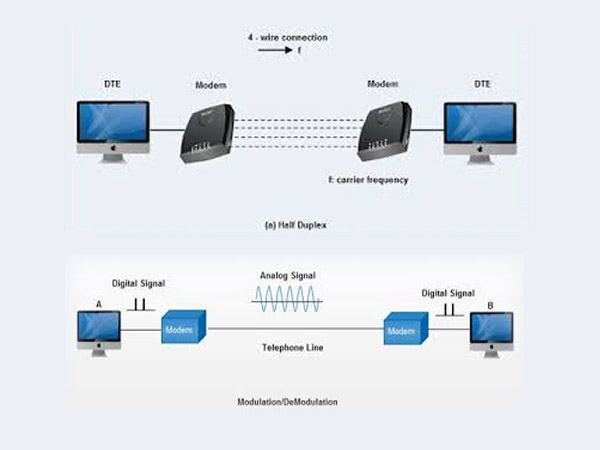 4 - wire connection
f
DTE
Modem
Modem
DTE
f: carrier frequency
(a) Half Duplex
Analog Signal
Digital Signal
Digital Signal
A
B
Modem
Modem
Telephone Line
Modulation/DeModulation